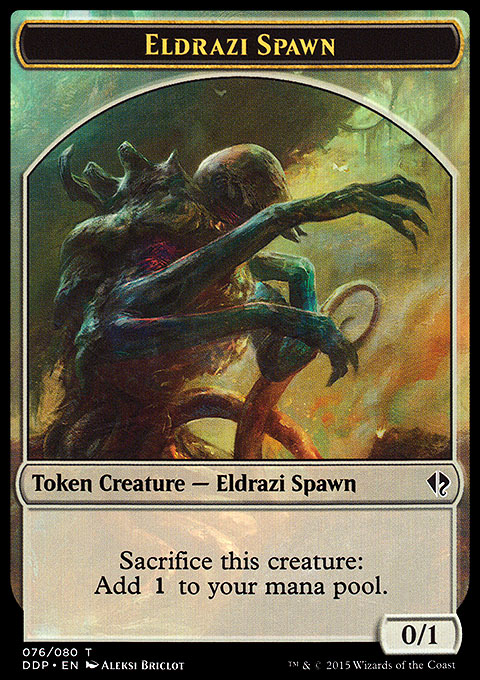 Eldrazi Spawn
Token Creature — Eldrazi Spawn
Sacrifice this creature:
Add 1 to your mana pool.
0/1
076/080 T
DDP • EN Aleksi Briclot
™ & © 2015 Wizards of the Coast